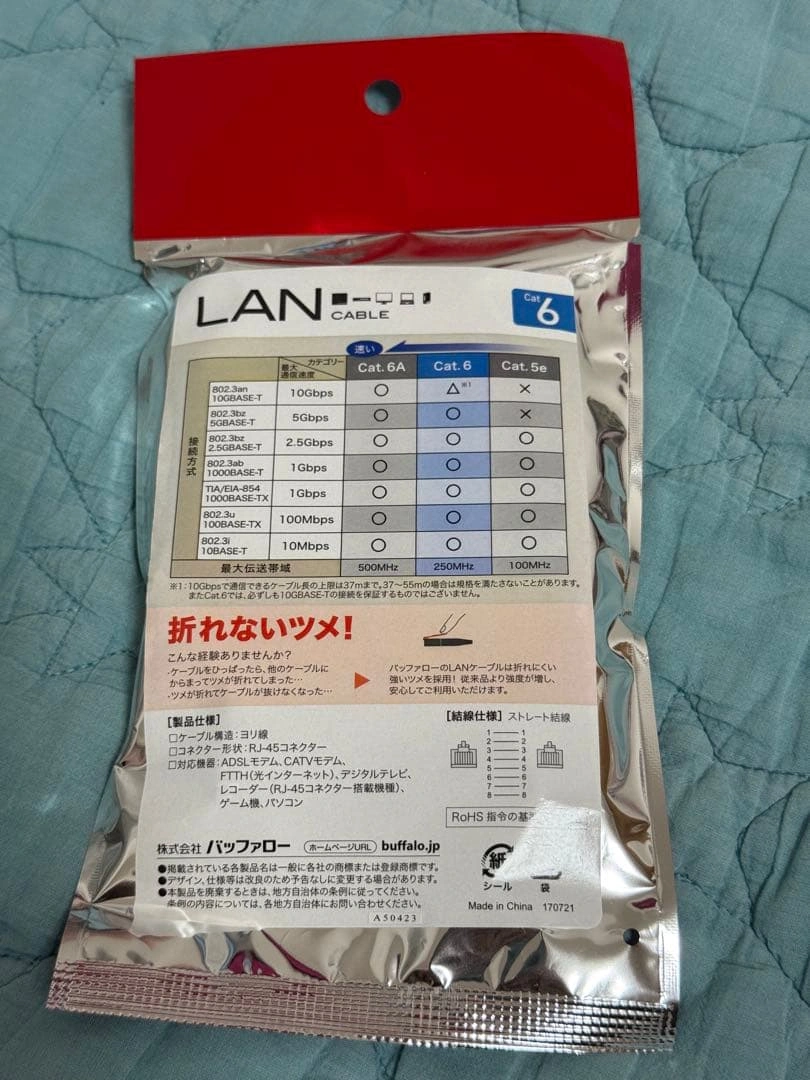 LAN
CABLE
Cat 6
速い
カテゴリー
最大
通信速度
Cat.6A Cat.6 Cat.5e
接続方式
802.3an
10GBASE-T 10Gbps ○ △※1 ×
802.3bz
5GBASE-T 5Gbps ○ ○ ×
802.3bz
2.5GBASE-T 2.5Gbps ○ ○ ○
802.3ab
1000BASE-T 1Gbps ○ ○ ○
TIA/EIA-854
1000BASE-TX 1Gbps ○ ○ ○
802.3u
100BASE-TX 100Mbps ○ ○ ○
802.3i
10BASE-T 10Mbps ○ ○ ○
最大伝送帯域 500MHz 250MHz 100MHz
※1：10Gbpsで通信できるケーブル長の上限は37mまで。37～55mの場合は規格を満たさないことがあります。
またCat.6では、必ずしも10GBASE-Tの接続を保証するものではございません。
折れないツメ！
こんな経験ありませんか？
・ケーブルをひっぱったら、他のケーブルに
からまってツメが折れてしまった…
・ツメが折れてケーブルが抜けなくなった…
バッファローのLANケーブルは折れにくい
強いツメを採用！従来品より強度が増し、
安心してご利用いただけます。
［製品仕様］
□ケーブル構造：ヨリ線
□コネクター形状：RJ-45コネクター
□対応機器：ADSLモデム、CATVモデム、
FTTH（光インターネット）、デジタルテレビ、
レコーダー（RJ-45コネクター搭載機種）、
ゲーム機、パソコン
［結線仕様］ストレート結線
1 1
2 2
3 3
4 4
5 5
6 6
7 7
8 8
RoHS 指令の基
株式会社 バッファロー ホームページURL buffalo.jp
●掲載されている各製品名は一般に各社の商標または登録商標です。
●デザイン、仕様等は改良のため予告なしに変更する場合があります。
●本製品を廃棄するときは、地方自治体の条例に従ってください。
条例の内容については、各地方自治体にお問い合わせください。
A50423
紙
シール 袋
Made in China 170721